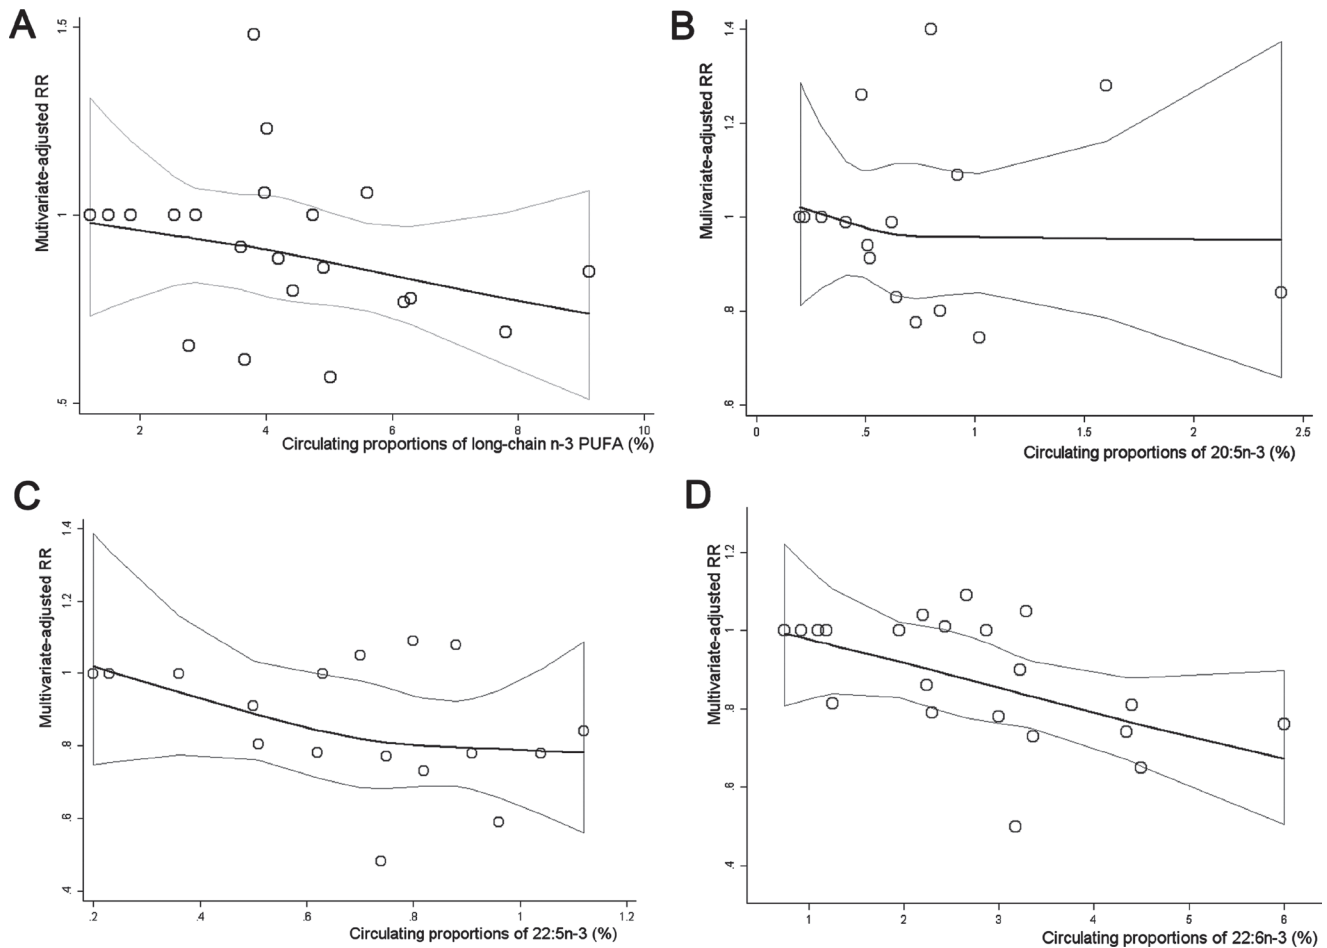 A
Mutivariate-adjusted RR
1.5
1
.5
2 4 6 8 10
Circulating proportions of long-chain n-3 PUFA (%)
B
Mulivariate-adjusted RR
1.4
1.2
1
.8
.6
0 .5 1 1.5 2 2.5
Circulating proportions of 20:5n-3 (%)
C
Multivariate-adjusted RR
1.4
1.2
1
.8
.6
.4
.2 .4 .6 .8 1 1.2
Circulating proportions of 22:5n-3 (%)
D
Multivariate-adjusted RR
1.2
1
.8
.6
.4
1 2 3 4 5 6
Circulating proportions of 22:6n-3 (%)